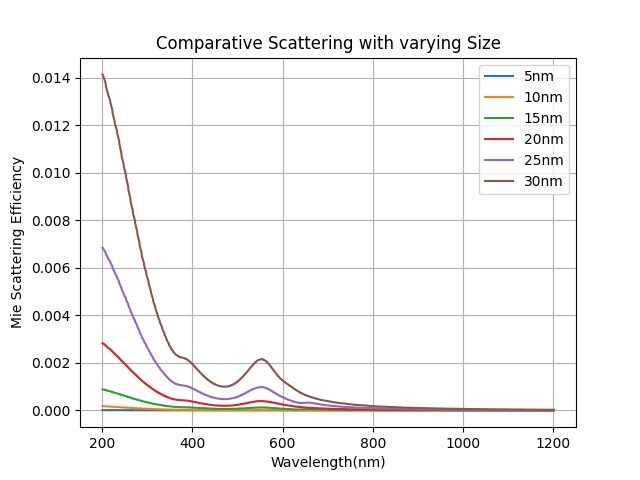 Comparative Scattering with varying Size
Mie Scattering Efficiency
0.014
0.012
0.010
0.008
0.006
0.004
0.002
0.000
5nm
10nm
15nm
20nm
25nm
30nm
200 400 600 800 1000 1200
Wavelength(nm)